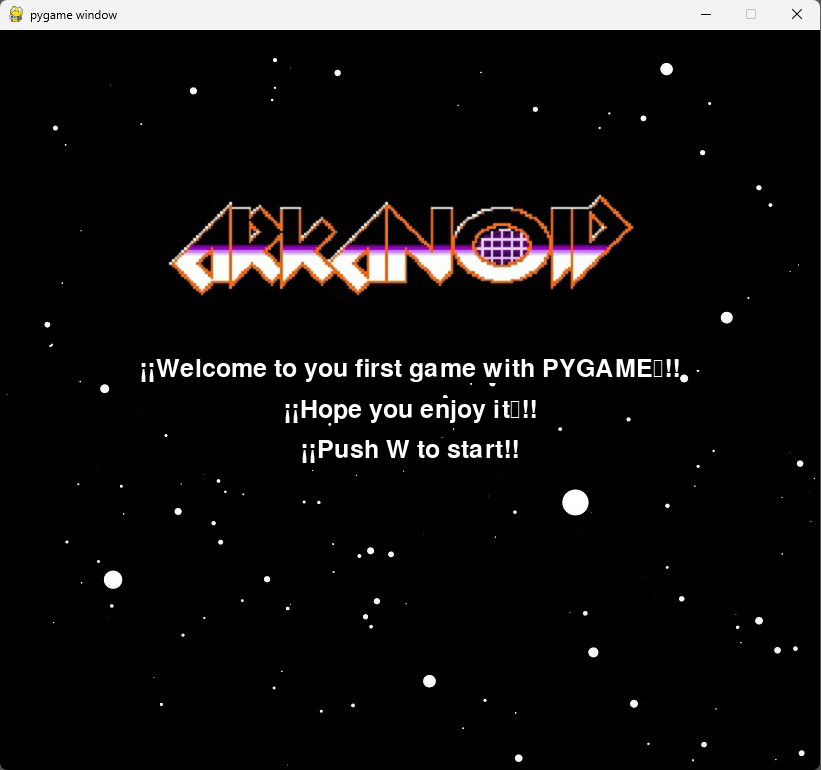 pygame window
ARKANOID
¡¡Welcome to you first game with PYGAME▯!!
¡¡Hope you enjoy it▯!!
¡¡Push W to start!!